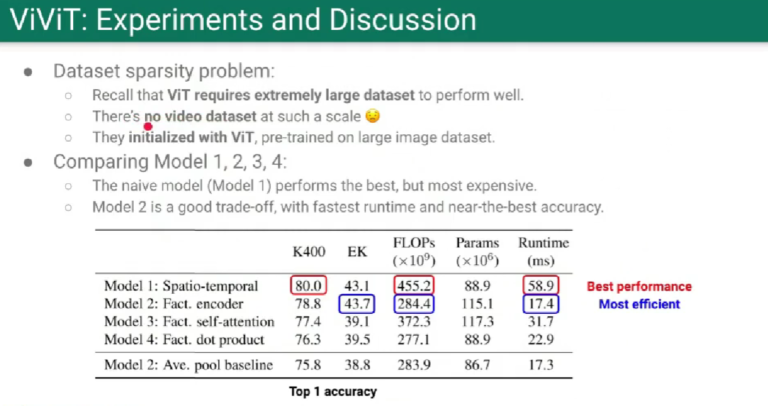 ViViT: Experiments and Discussion
● Dataset sparsity problem:
○ Recall that ViT requires extremely large dataset to perform well.
○ There's no video dataset at such a scale 😟
○ They initialized with ViT, pre-trained on large image dataset.
● Comparing Model 1, 2, 3, 4:
○ The naive model (Model 1) performs the best, but most expensive.
○ Model 2 is a good trade-off, with fastest runtime and near-the-best accuracy.
K400 EK FLOPs (×10⁹) Params (×10⁶) Runtime (ms)
Model 1: Spatio-temporal 80.0 43.1 455.2 88.9 58.9 Best performance
Model 2: Fact. encoder 78.8 43.7 284.4 115.1 17.4 Most efficient
Model 3: Fact. self-attention 77.4 39.1 372.3 117.3 31.7
Model 4: Fact. dot product 76.3 39.5 277.1 88.9 22.9
Model 2: Ave. pool baseline 75.8 38.8 283.9 86.7 17.3
Top 1 accuracy